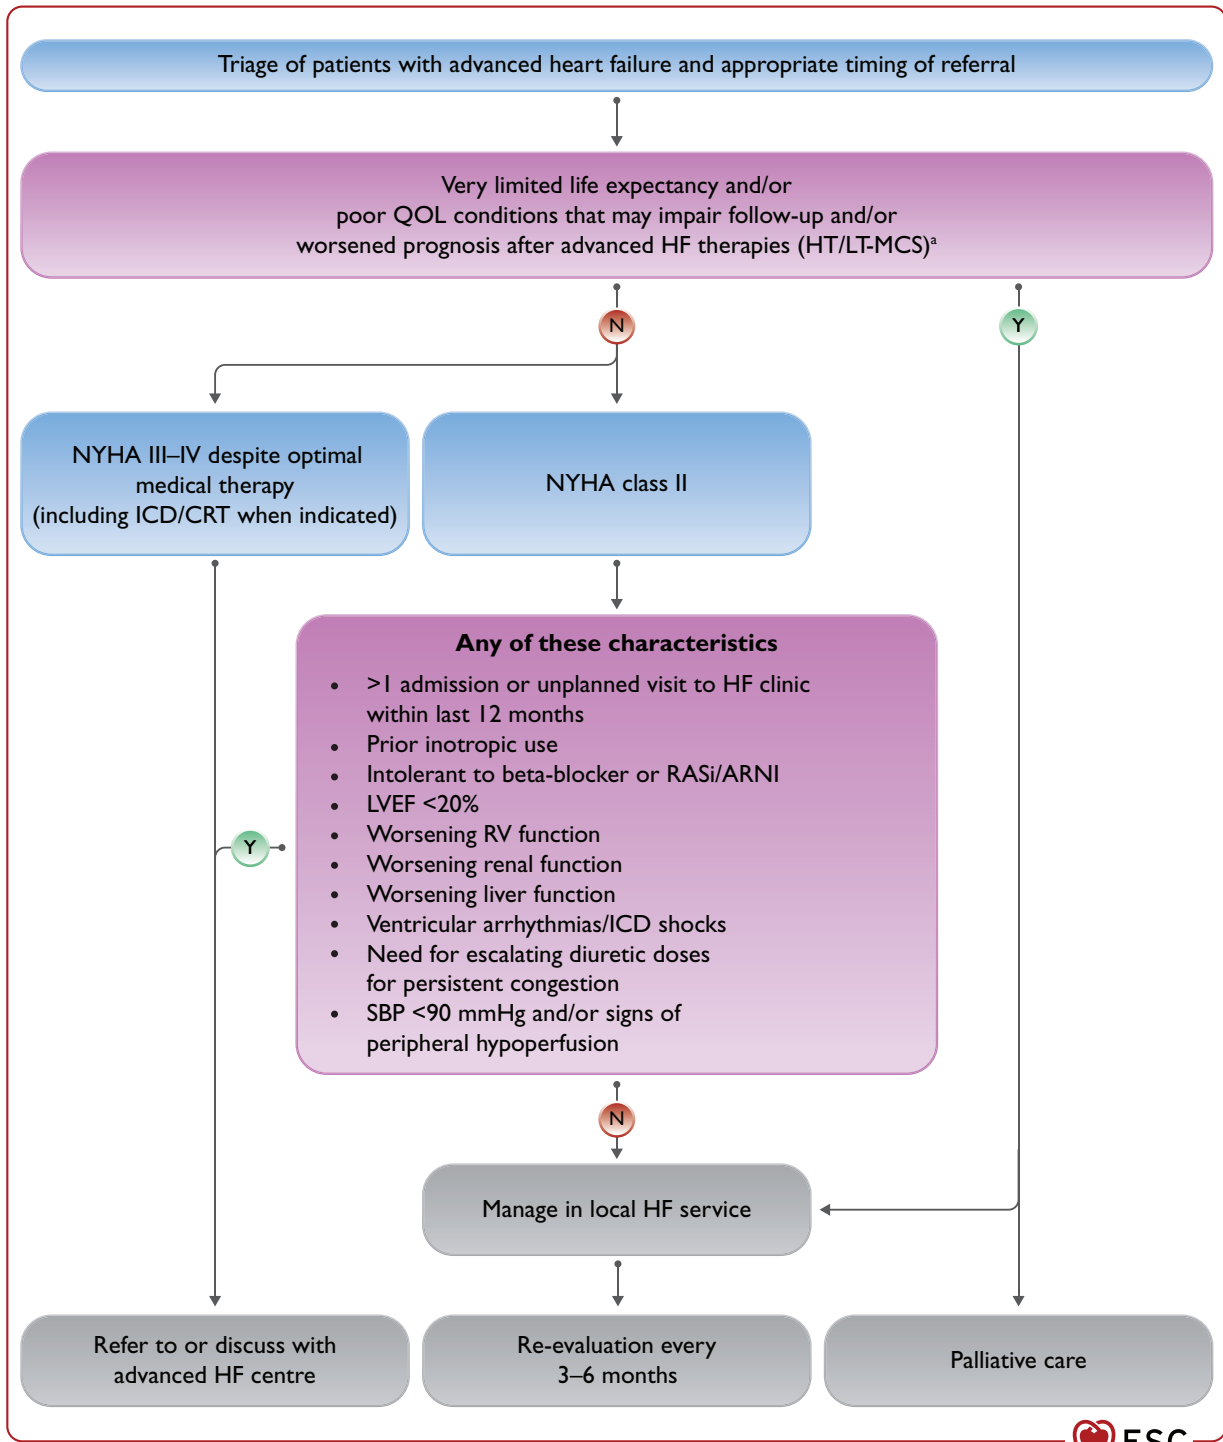 Triage of patients with advanced heart failure and appropriate timing of referral
Very limited life expectancy and/or
poor QOL conditions that may impair follow-up and/or
worsened prognosis after advanced HF therapies (HT/LT-MCS)ᵃ
N
Y
NYHA III–IV despite optimal
medical therapy
(including ICD/CRT when indicated)
NYHA class II
Any of these characteristics
• >1 admission or unplanned visit to HF clinic
within last 12 months
• Prior inotropic use
• Intolerant to beta-blocker or RASi/ARNI
• LVEF <20%
• Worsening RV function
• Worsening renal function
• Worsening liver function
• Ventricular arrhythmias/ICD shocks
• Need for escalating diuretic doses
for persistent congestion
• SBP <90 mmHg and/or signs of
peripheral hypoperfusion
Y
N
Manage in local HF service
Refer to or discuss with
advanced HF centre
Re-evaluation every
3–6 months
Palliative care
ESC